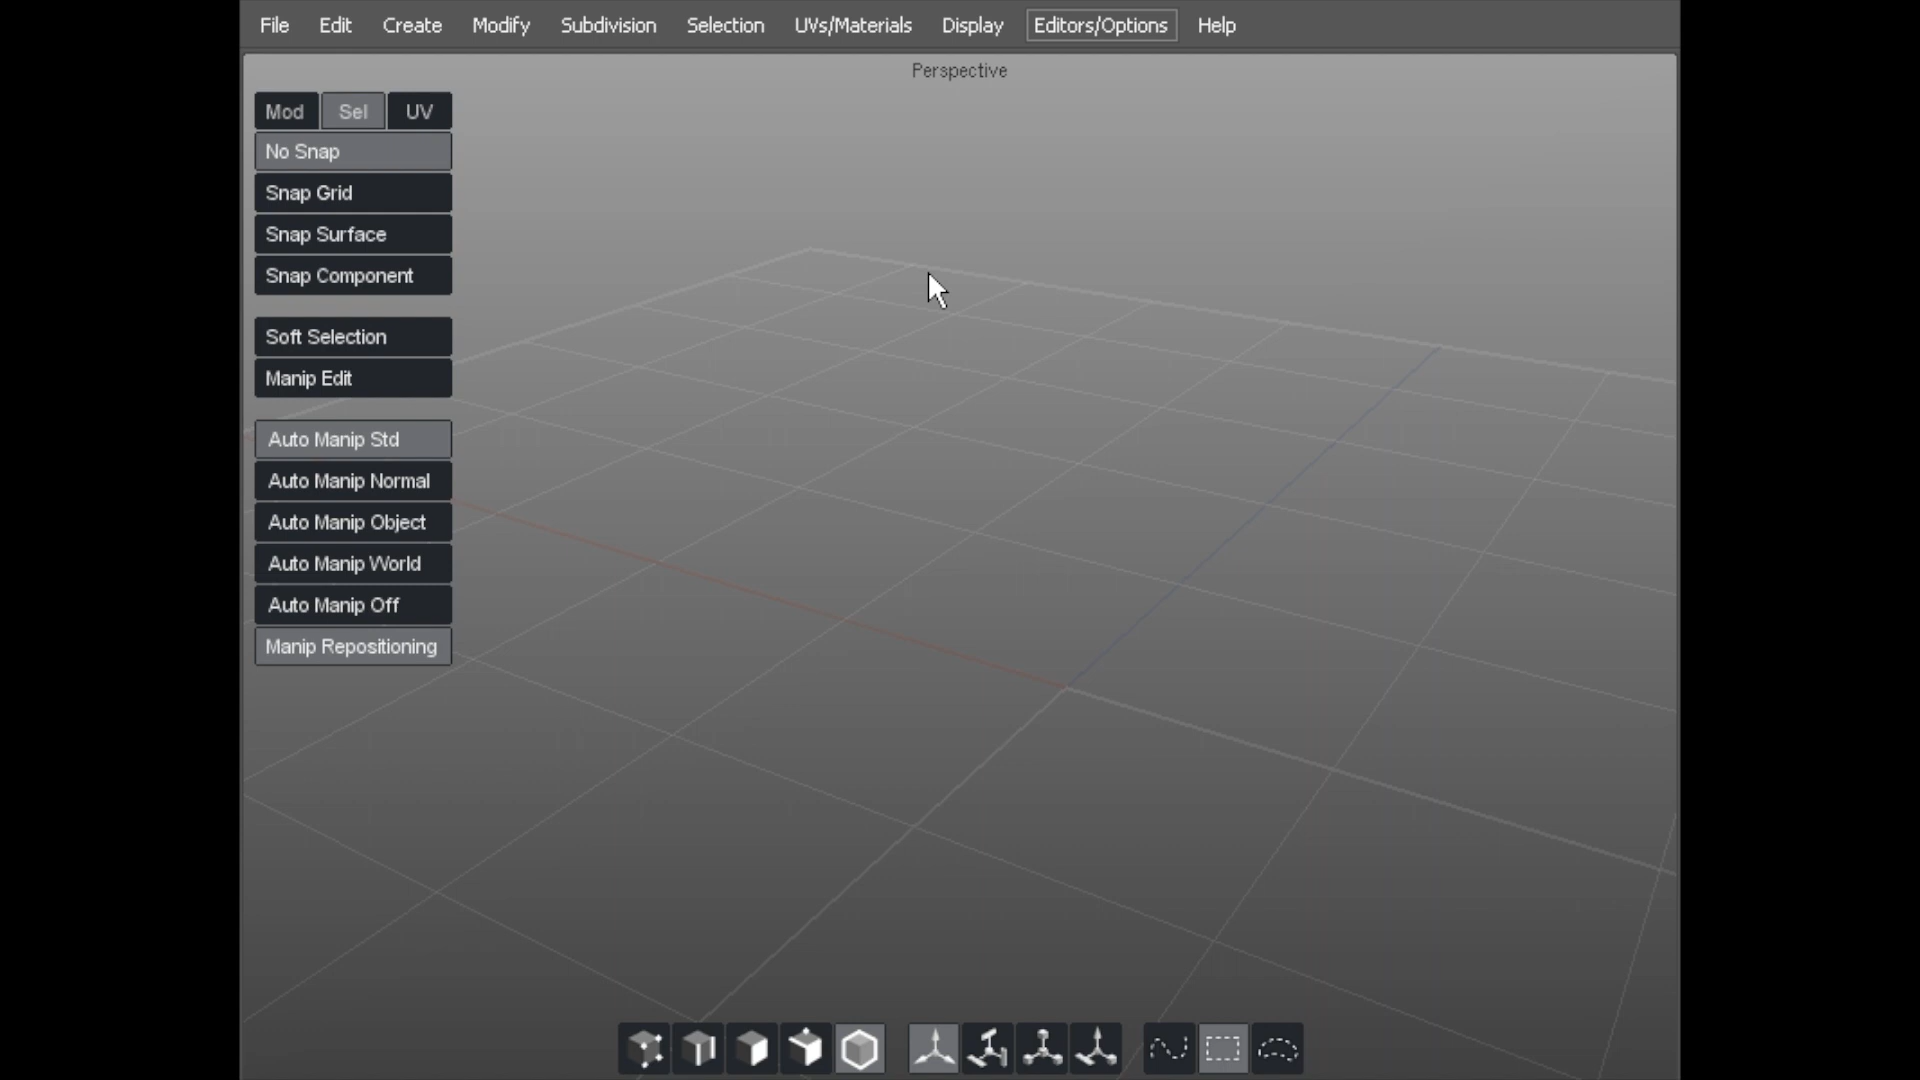 File Edit Create Modify Subdivision Selection UVs/Materials Display Editors/Options Help
Perspective
Mod Sel UV
No Snap
Snap Grid
Snap Surface
Snap Component
Soft Selection
Manip Edit
Auto Manip Std
Auto Manip Normal
Auto Manip Object
Auto Manip World
Auto Manip Off
Manip Repositioning